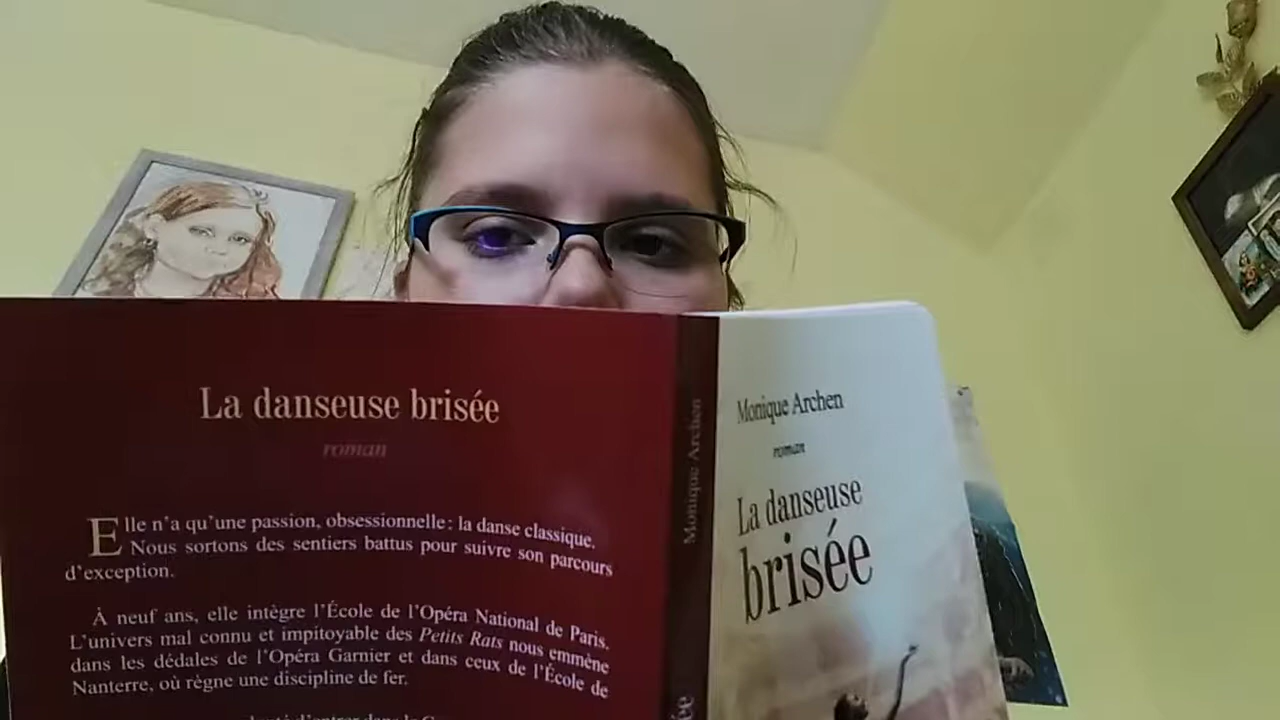 La danseuse brisée
roman
Elle n'a qu'une passion, obsessionnelle : la danse classique.
Nous sortons des sentiers battus pour suivre son parcours
d'exception.
À neuf ans, elle intègre l'École de l'Opéra National de Paris.
L'univers mal connu et impitoyable des Petits Rats nous emmène
dans les dédales de l'Opéra Garnier et dans ceux de l'École de
Nanterre, où règne une discipline de fer.
Monique Archen
ée
Monique Archen
roman
La danseuse
brisée